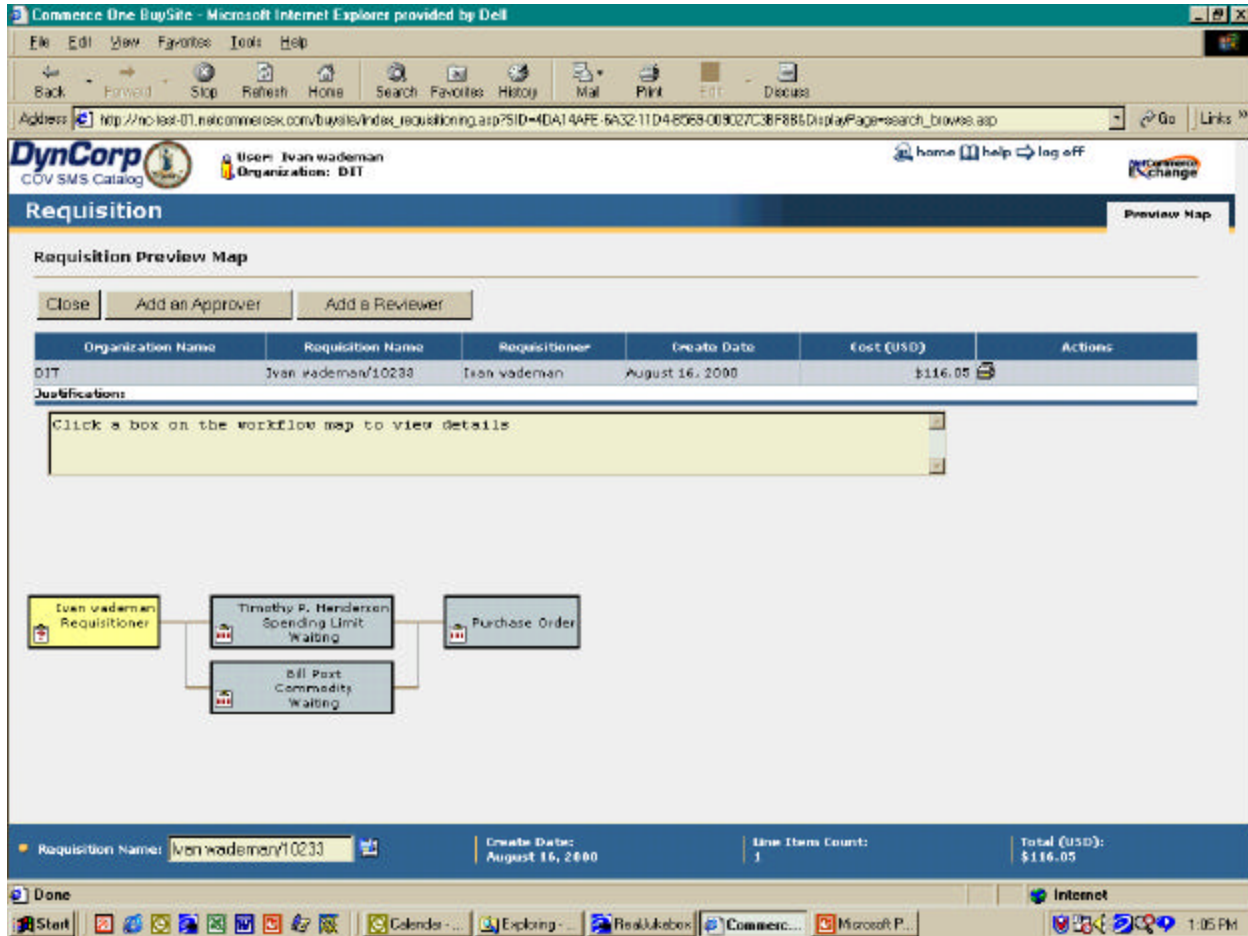 Commerce One BuySite - Microsoft Internet Explorer provided by Dell
File Edit View Favorites Tools Help
Back Forward Stop Refresh Home Search Favorites History Mail Print Edit Discuss
Address Go Links »
DynCorp
COV SMS Catalog
User: Ivan wademan
Organization: DIT
home help log off
NetCommerce
Exchange
Requisition
Preview Map
Requisition Preview Map
Close Add an Approver Add a Reviewer
Organization Name Requisition Name Requisitioner Create Date Cost (USD) Actions
DIT Ivan wademan/10233 Ivan wademan August 16, 2000 $116.05
Justification:
Click a box on the workflow map to view details
Ivan wademan
Requisitioner
Timothy P. Henderson
Spending Limit
Waiting
Purchase Order
Bill Post
Commodity
Waiting
Requisition Name: Ivan wademan/10233
Create Date:
August 16, 2000
Line Item Count:
1
Total (USD):
$116.05
Done
Internet
Start Calendar - ... Exploring - ... RealJukebox Commerc... Microsoft P... 1:05 PM